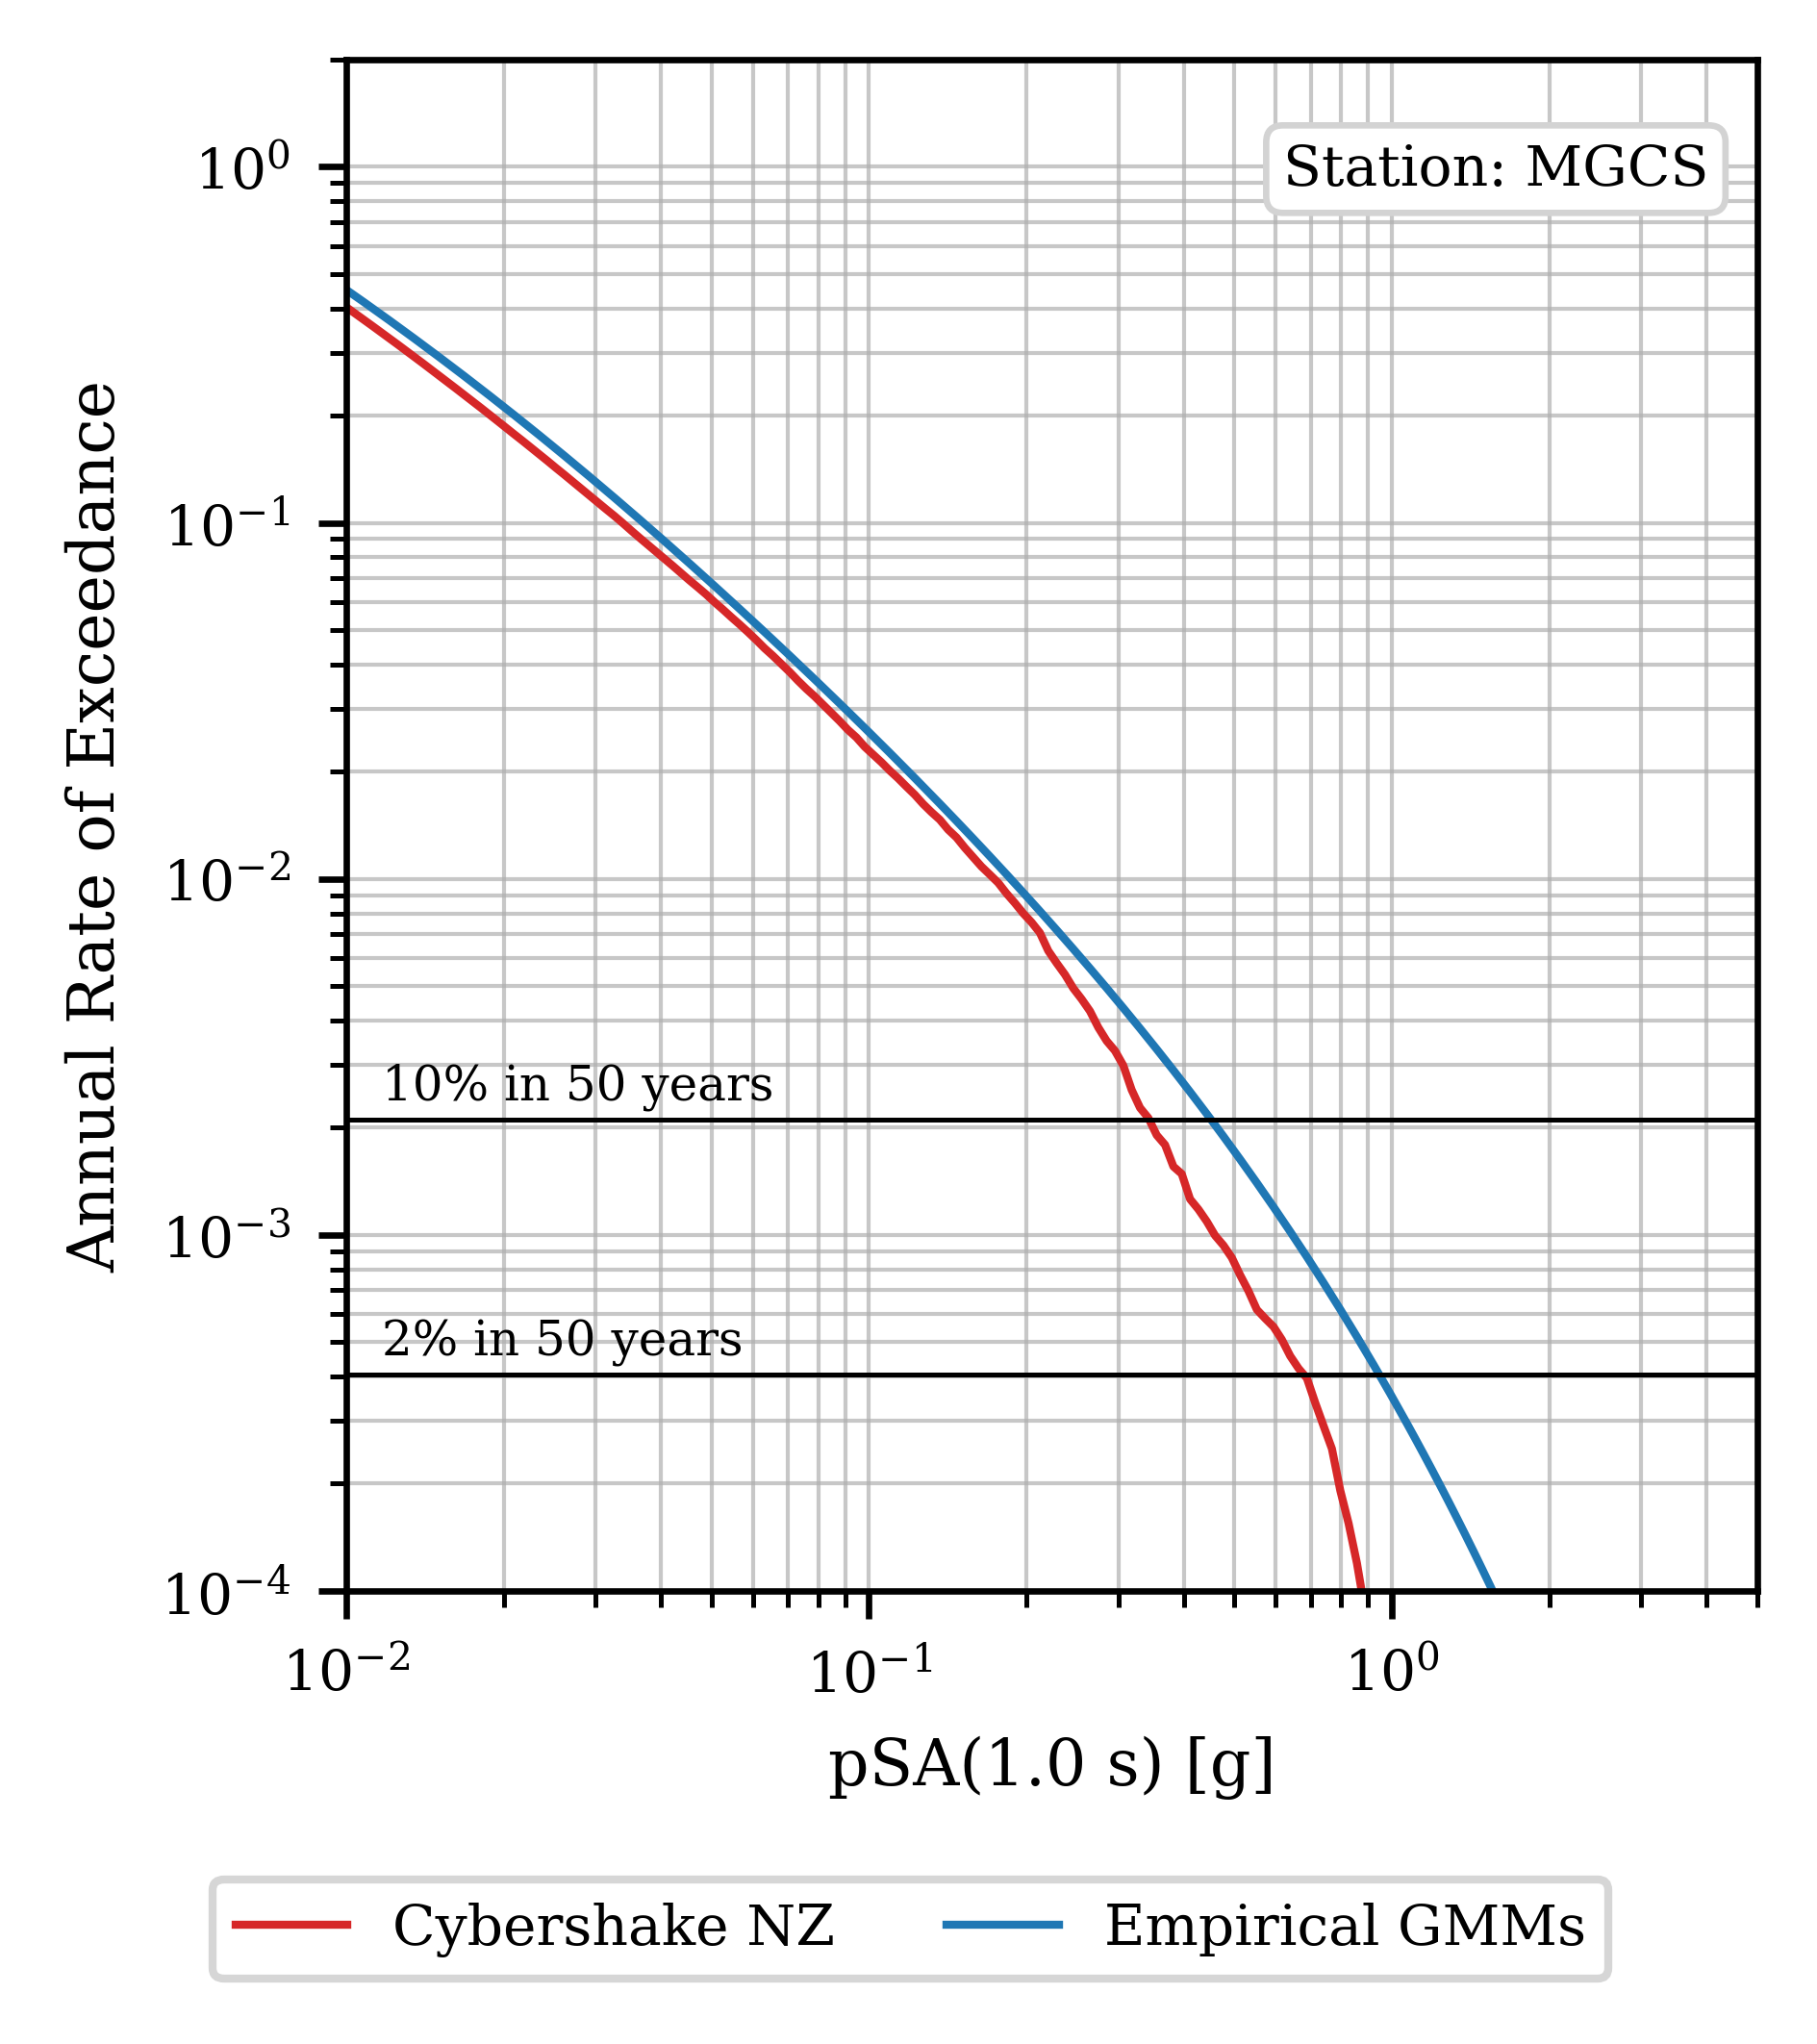 Station: MGCS
10⁰
10⁻¹
10⁻²
10⁻³
10⁻⁴
Annual Rate of Exceedance
10% in 50 years
2% in 50 years
10⁻² 10⁻¹ 10⁰
pSA(1.0 s) [g]
Cybershake NZ Empirical GMMs